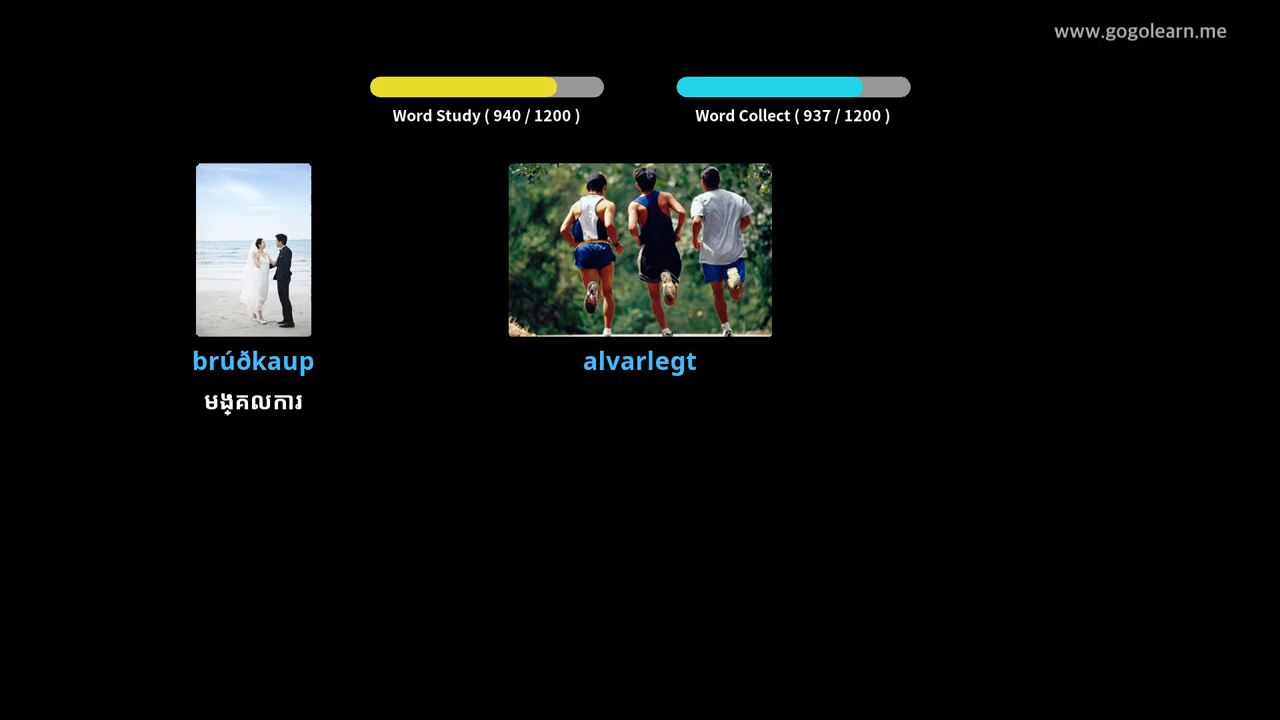 www.gogolearn.me
Word Study ( 940 / 1200 )
Word Collect ( 937 / 1200 )
brúðkaup
alvarlegt
មង្គលការ